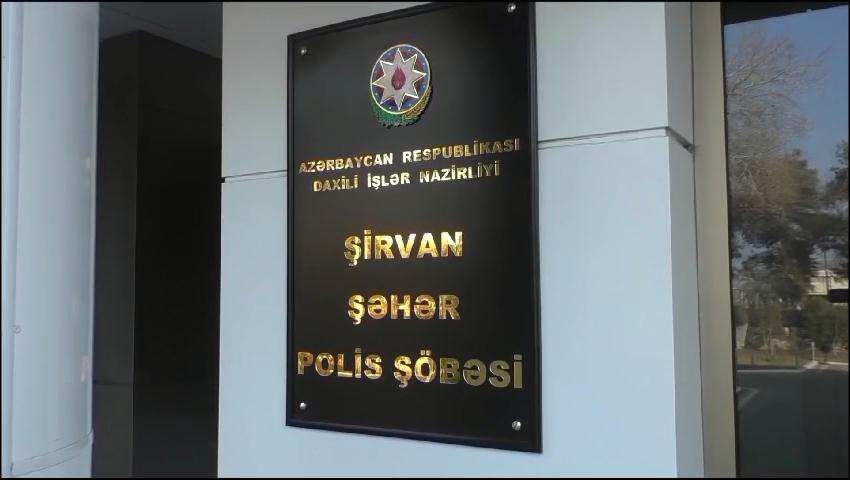 AZƏRBAYCAN RESPUBLİKASI
DAXİLİ İŞLƏR NAZİRLİYİ
ŞİRVAN
ŞƏHƏR
POLİS ŞÖBƏSİ